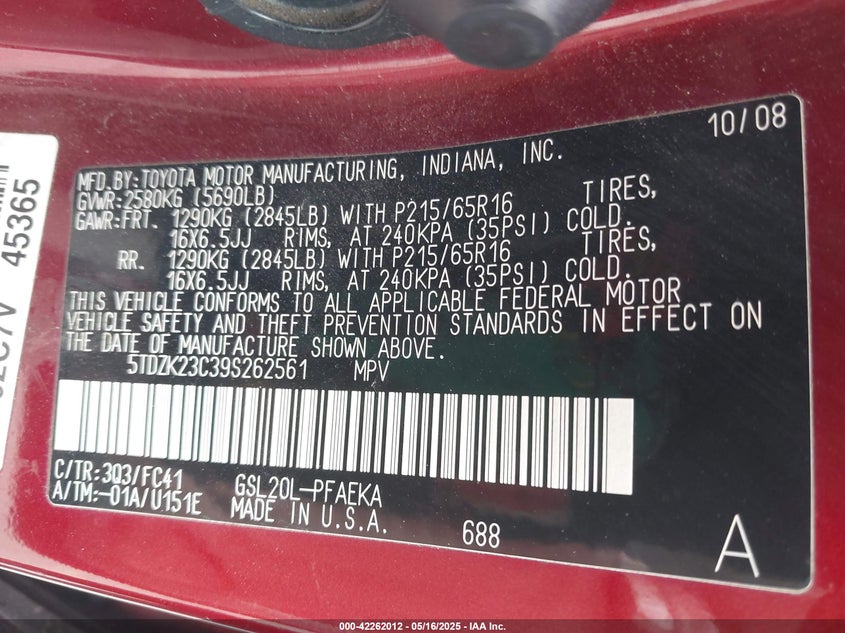 10/08
MFD.BY:TOYOTA MOTOR MANUFACTURING, INDIANA, INC.
GVWR:2580KG (5690LB)
GAWR:FRT. 1290KG (2845LB) WITH P215/65R16 TIRES,
16X6.5JJ RIMS, AT 240KPA (35PSI) COLD.
RR. 1290KG (2845LB) WITH P215/65R16 TIRES,
16X6.5JJ RIMS, AT 240KPA (35PSI) COLD.
THIS VEHICLE CONFORMS TO ALL APPLICABLE FEDERAL MOTOR
VEHICLE SAFETY AND THEFT PREVENTION STANDARDS IN EFFECT ON
THE DATE OF MANUFACTURE SHOWN ABOVE.
5TDZK23C39S262561 MPV
C/TR:3Q3/FC41
A/TM:-01A/U151E
GSL20L-PFAEKA
MADE IN U.S.A.
688
A
45365
000-42262012 - 05/16/2025 - IAA Inc.